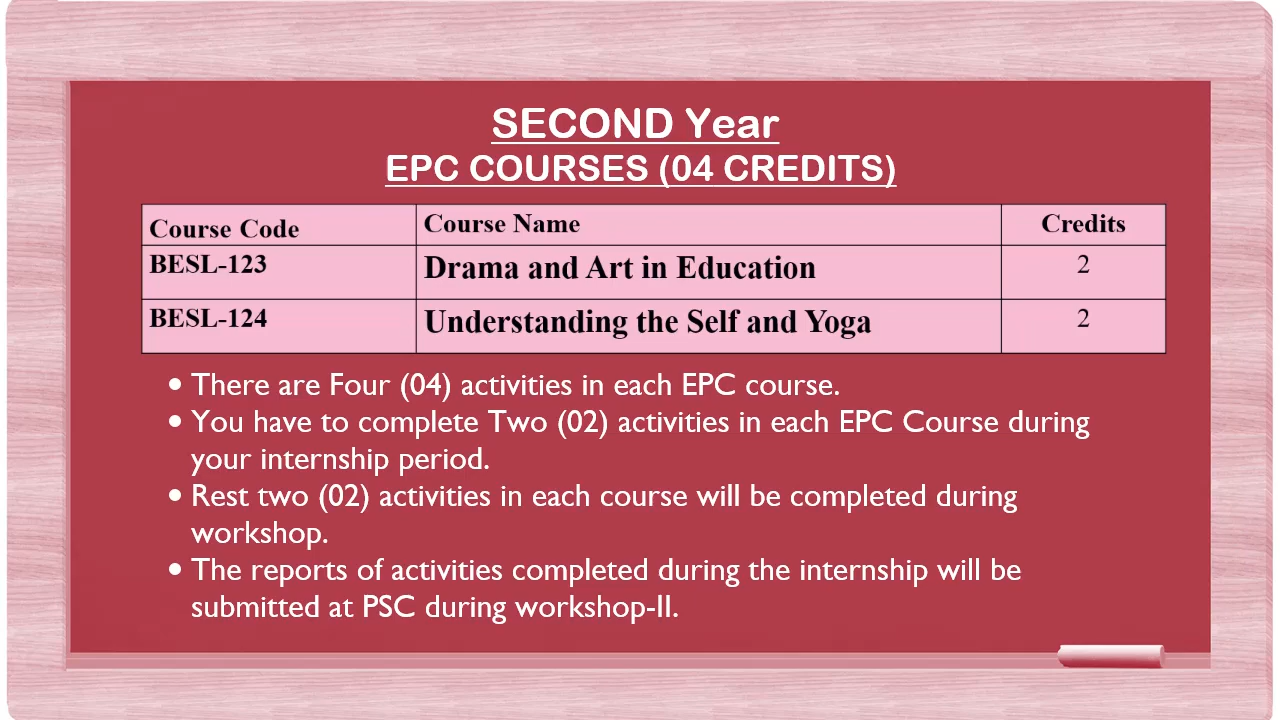 SECOND Year
EPC COURSES (04 CREDITS)
Course Code Course Name Credits
BESL-123 Drama and Art in Education 2
BESL-124 Understanding the Self and Yoga 2
• There are Four (04) activities in each EPC course.
• You have to complete Two (02) activities in each EPC Course during
your internship period.
• Rest two (02) activities in each course will be completed during
workshop.
• The reports of activities completed during the internship will be
submitted at PSC during workshop-II.